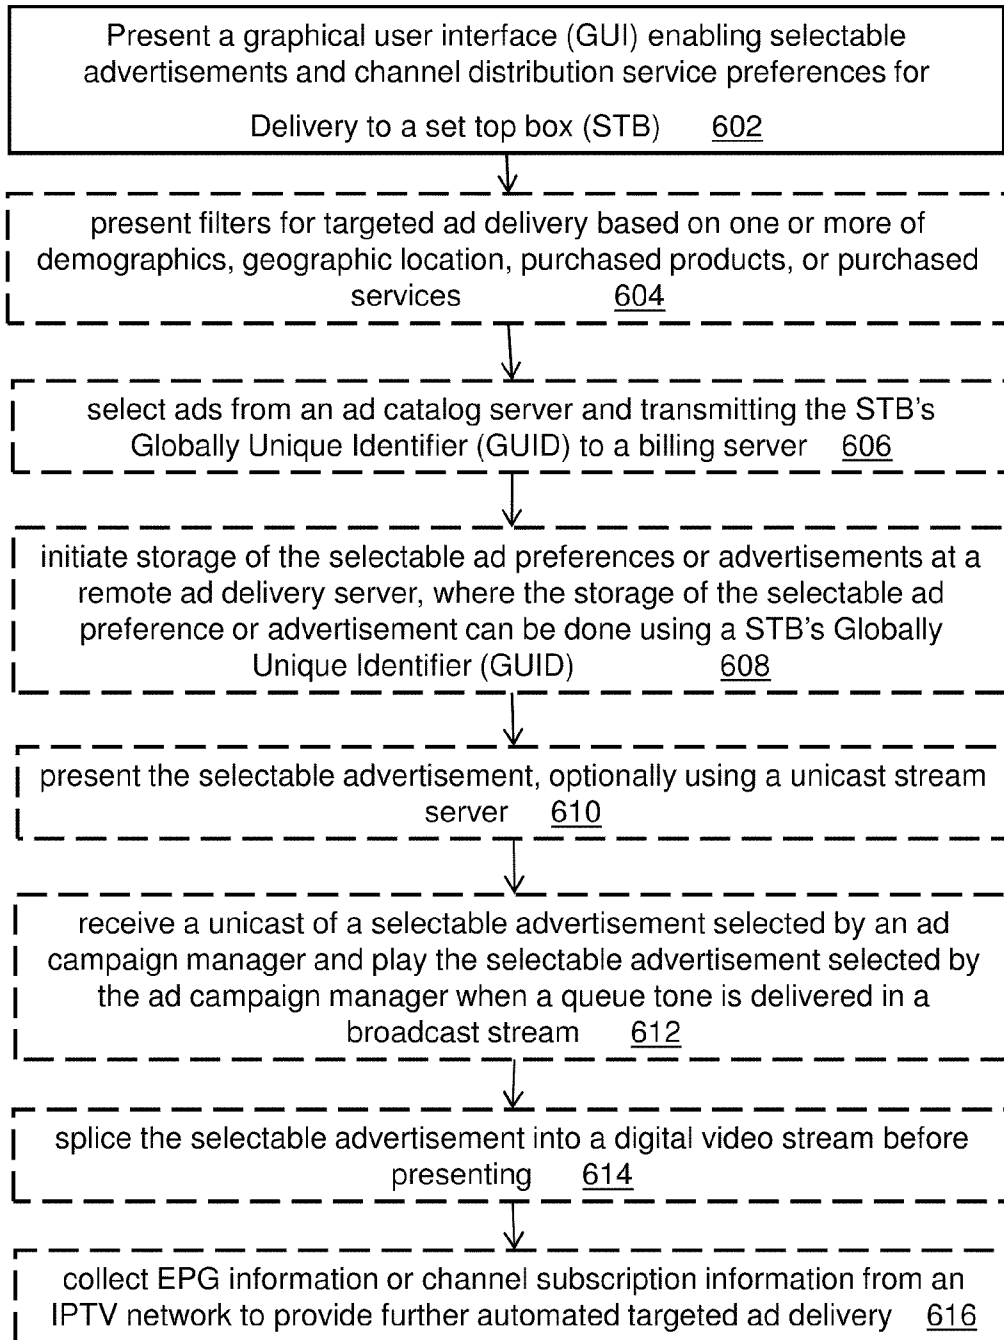 Present a graphical user interface (GUI) enabling selectable
advertisements and channel distribution service preferences for
Delivery to a set top box (STB) 602
present filters for targeted ad delivery based on one or more of
demographics, geographic location, purchased products, or purchased
services 604
select ads from an ad catalog server and transmitting the STB's
Globally Unique Identifier (GUID) to a billing server 606
initiate storage of the selectable ad preferences or advertisements at a
remote ad delivery server, where the storage of the selectable ad
preference or advertisement can be done using a STB's Globally
Unique Identifier (GUID) 608
present the selectable advertisement, optionally using a unicast stream
server 610
receive a unicast of a selectable advertisement selected by an ad
campaign manager and play the selectable advertisement selected by
the ad campaign manager when a queue tone is delivered in a
broadcast stream 612
splice the selectable advertisement into a digital video stream before
presenting 614
collect EPG information or channel subscription information from an
IPTV network to provide further automated targeted ad delivery 616